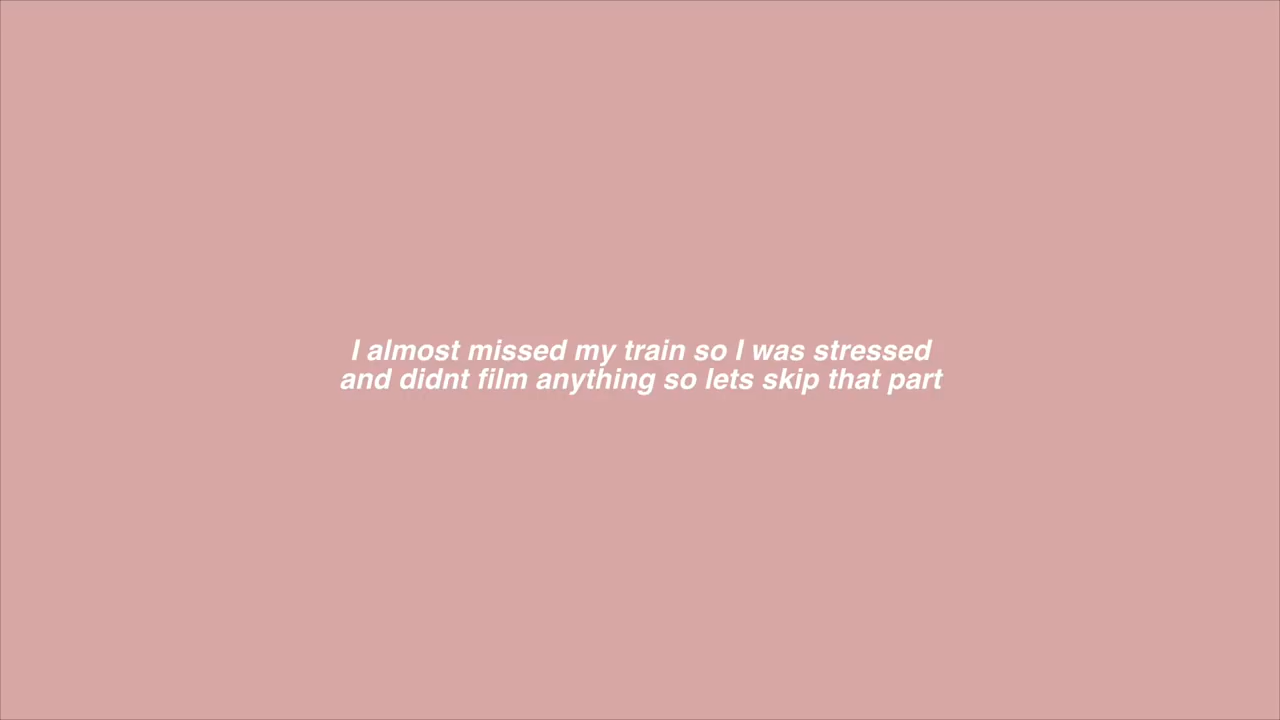 I almost missed my train so I was stressed
and didnt film anything so lets skip that part